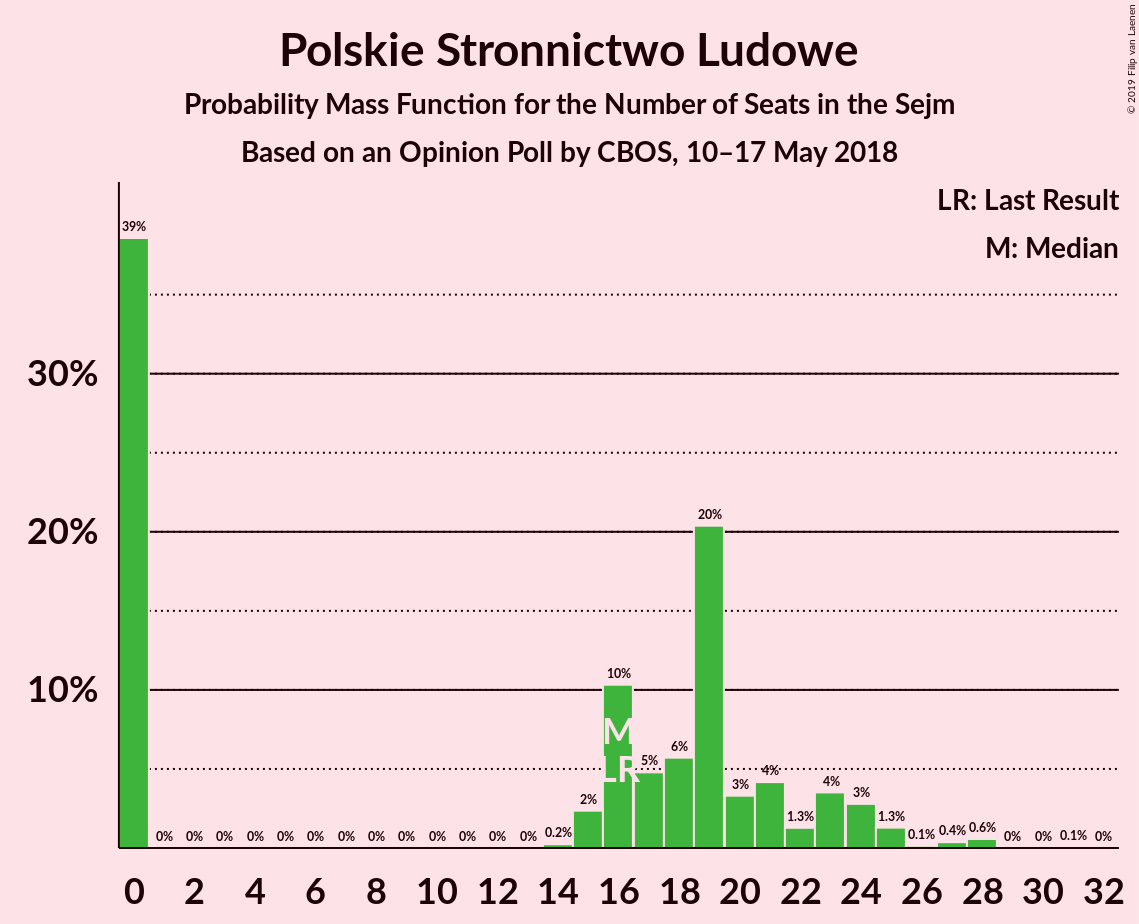 Polskie Stronnictwo Ludowe
Probability Mass Function for the Number of Seats in the Sejm
Based on an Opinion Poll by CBOS, 10–17 May 2018
© 2019 Filip van Laenen
LR: Last Result
M: Median
39%
30%
20%
20%
10%
10%
M
LR
0% 0% 0% 0% 0% 0% 0% 0% 0% 0% 0% 0% 0% 0.2% 2% 5% 6% 3% 4% 1.3% 4% 3% 1.3% 0.1% 0.4% 0.6% 0% 0% 0.1% 0%
0 2 4 6 8 10 12 14 16 18 20 22 24 26 28 30 32